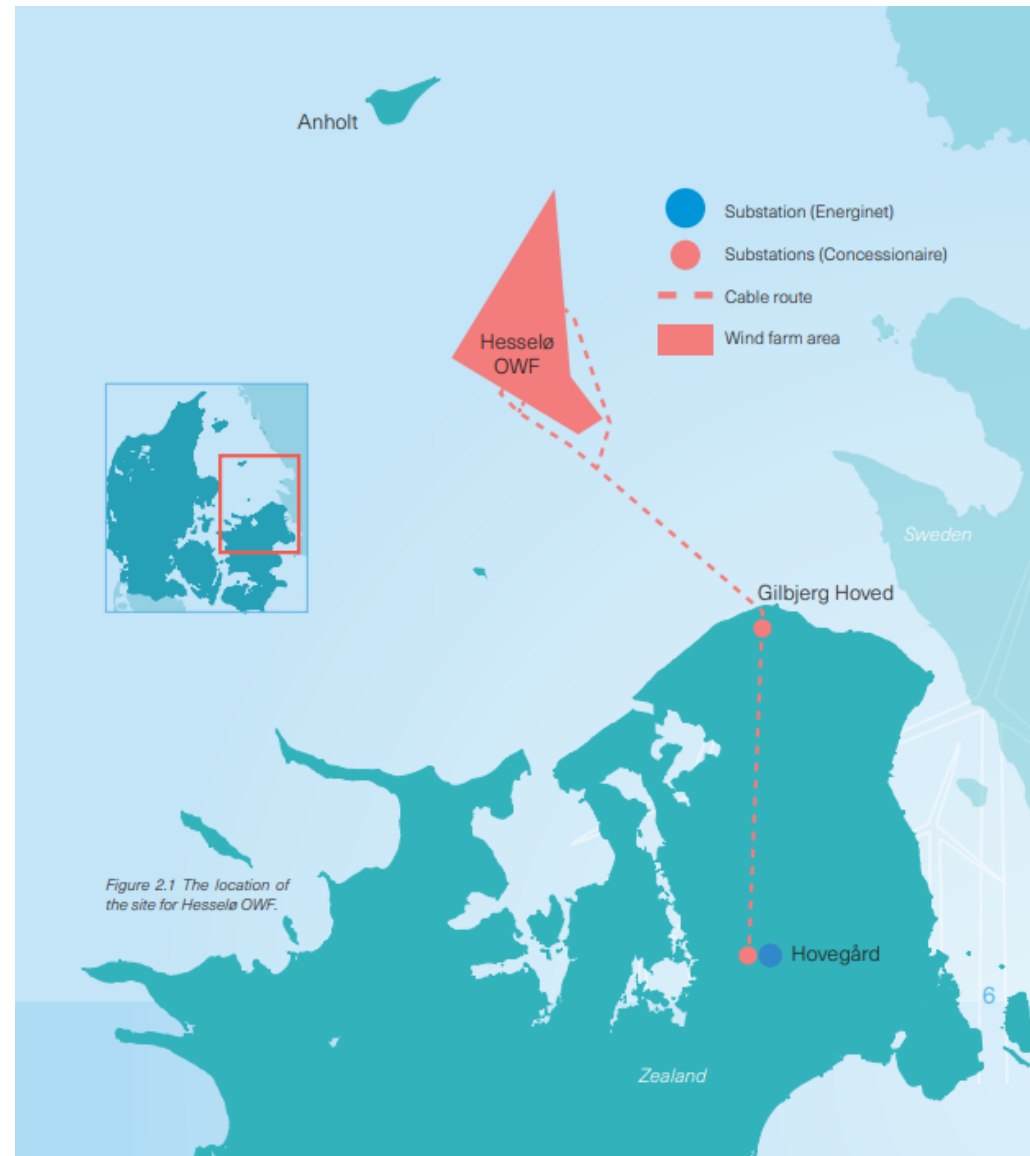 Anholt
Substation (Energinet)
Substations (Concessionaire)
Cable route
Wind farm area
Hesselø
OWF
Sweden
Gilbjerg Hoved
Figure 2.1 The location of
the site for Hesselø OWF.
Hovegård
6
Zealand